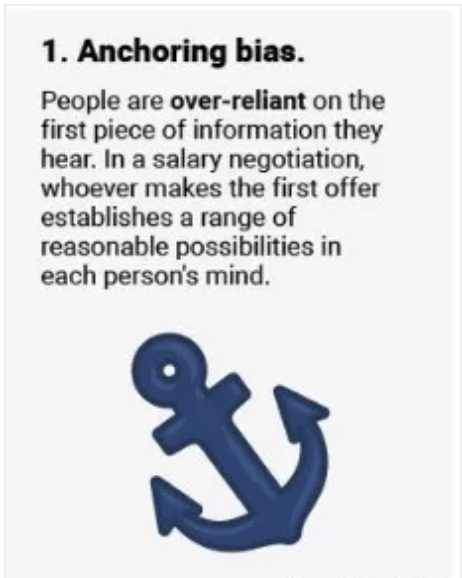 1. Anchoring bias.
People are over-reliant on the
first piece of information they
hear. In a salary negotiation,
whoever makes the first offer
establishes a range of
reasonable possibilities in
each person's mind.